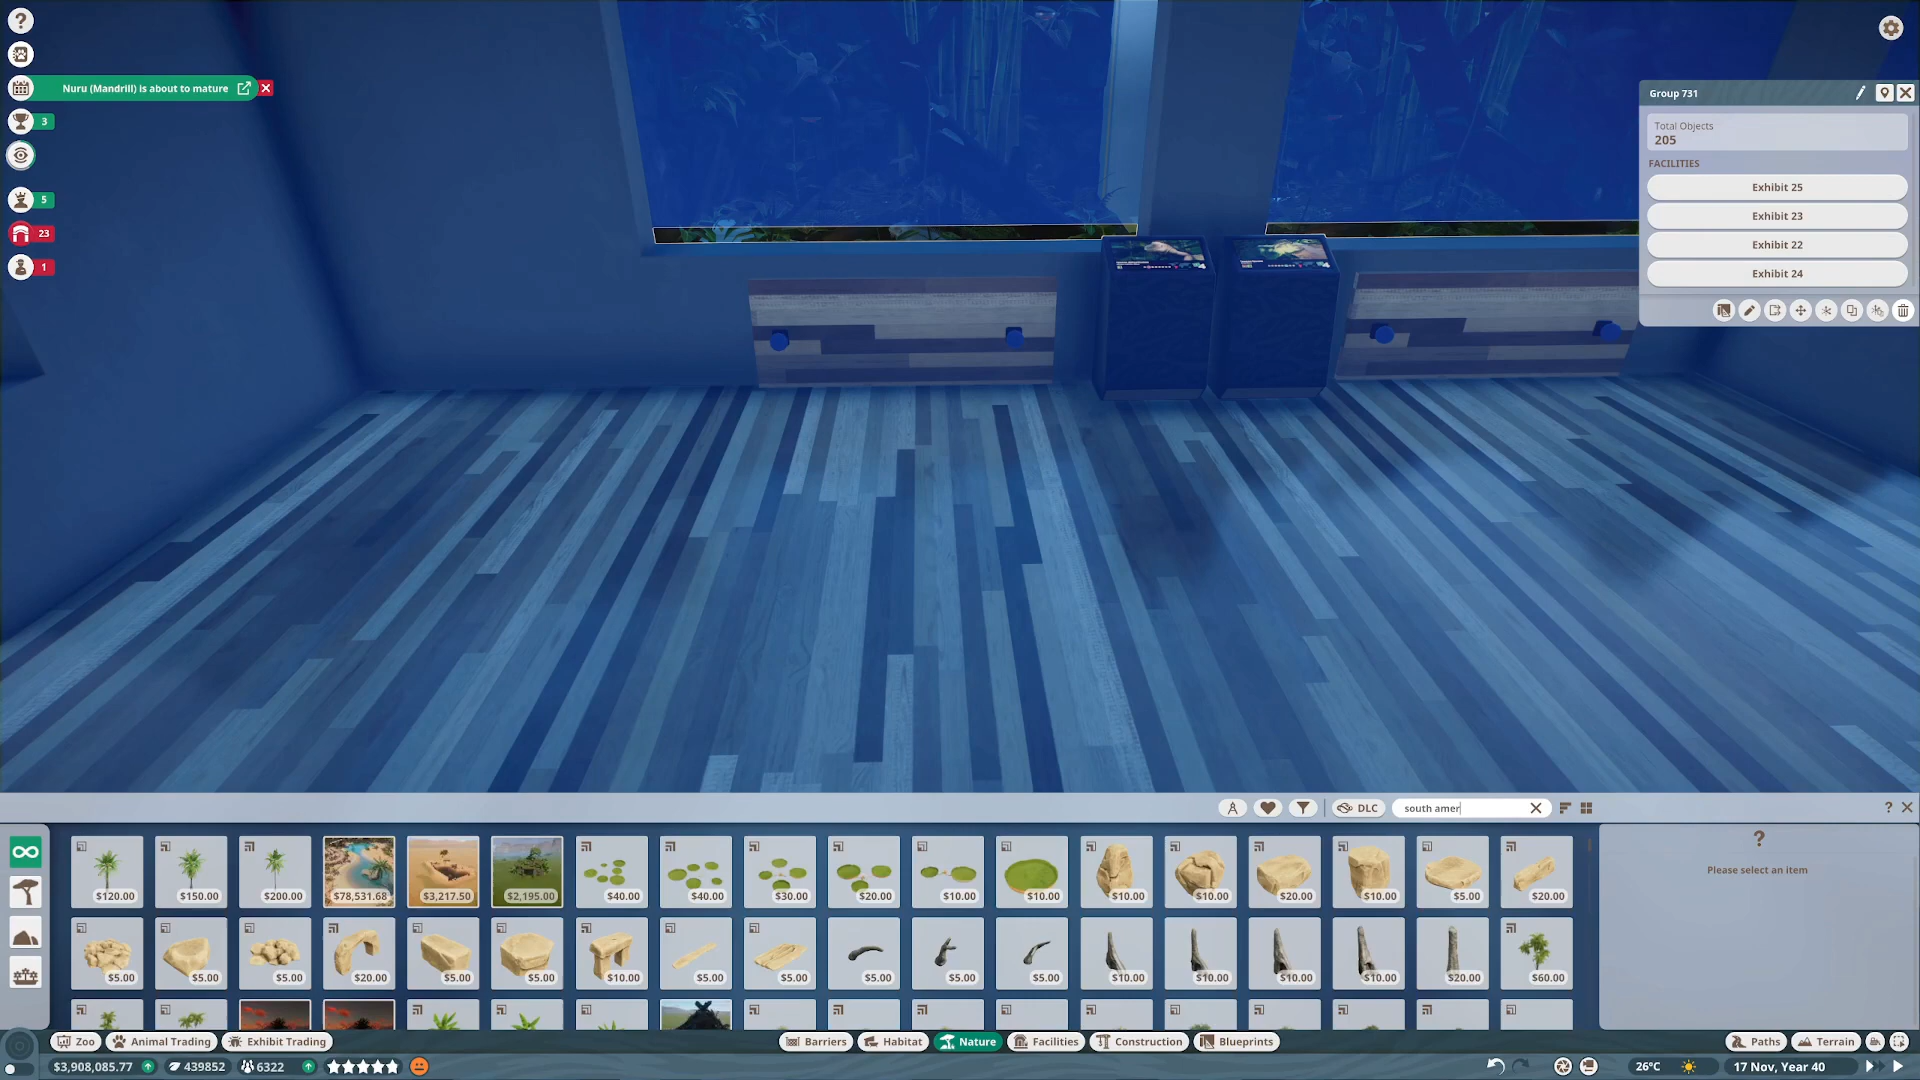 ?
Nuru (Mandrill) is about to mature
3
5
23
1
Group 731
Total Objects
205
FACILITIES
Exhibit 25
Exhibit 23
Exhibit 22
Exhibit 24
DLC
south amer
?
$120.00 $150.00 $200.00 $78,531.68 $3,217.50 $2,195.00 $40.00 $40.00 $30.00 $20.00 $10.00 $10.00 $10.00 $10.00 $20.00 $10.00 $5.00 $20.00
$5.00 $5.00 $5.00 $20.00 $5.00 $5.00 $10.00 $5.00 $5.00 $5.00 $5.00 $5.00 $10.00 $10.00 $10.00 $10.00 $20.00 $60.00
?
Please select an item
Zoo Animal Trading Exhibit Trading Barriers Habitat Nature Facilities Construction Blueprints Paths Terrain
$3,908,085.77 439852 6322 26°C 17 Nov, Year 40